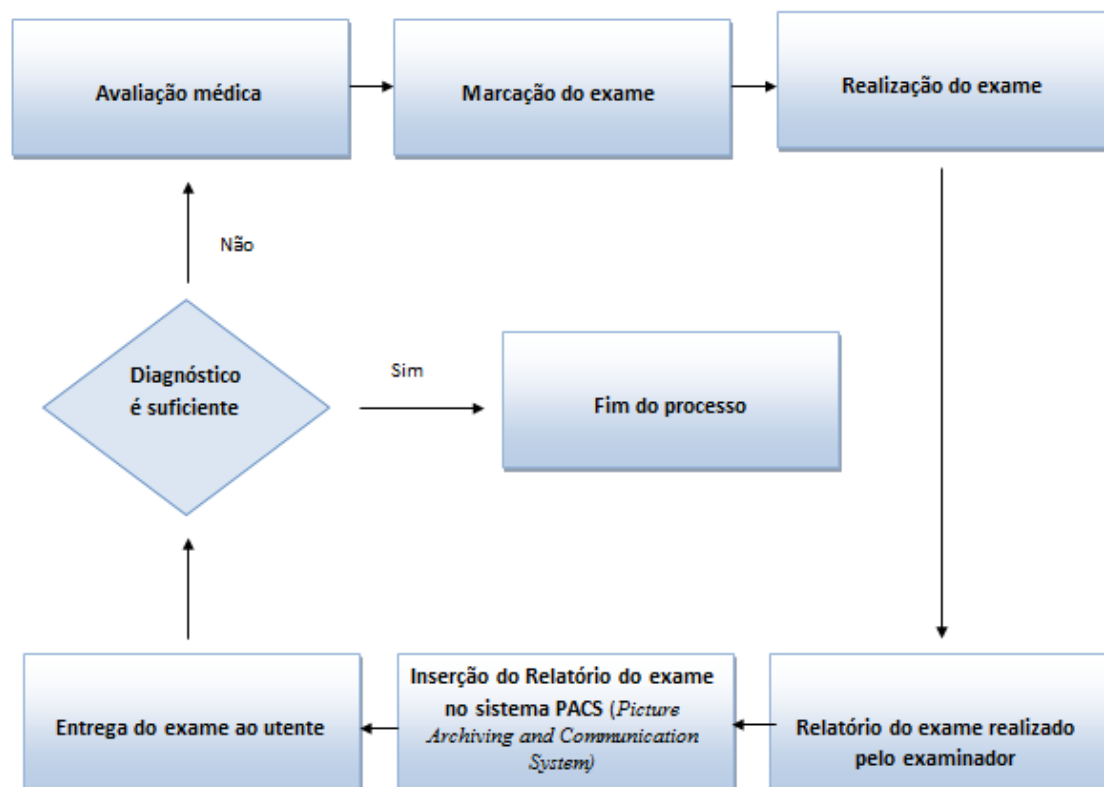 Avaliação médica
Marcação do exame
Realização do exame
Não
Diagnóstico
é suficiente
Sim
Fim do processo
Entrega do exame ao utente
Inserção do Relatório do exame
no sistema PACS (Picture
Archiving and Communication
System)
Relatório do exame realizado
pelo examinador